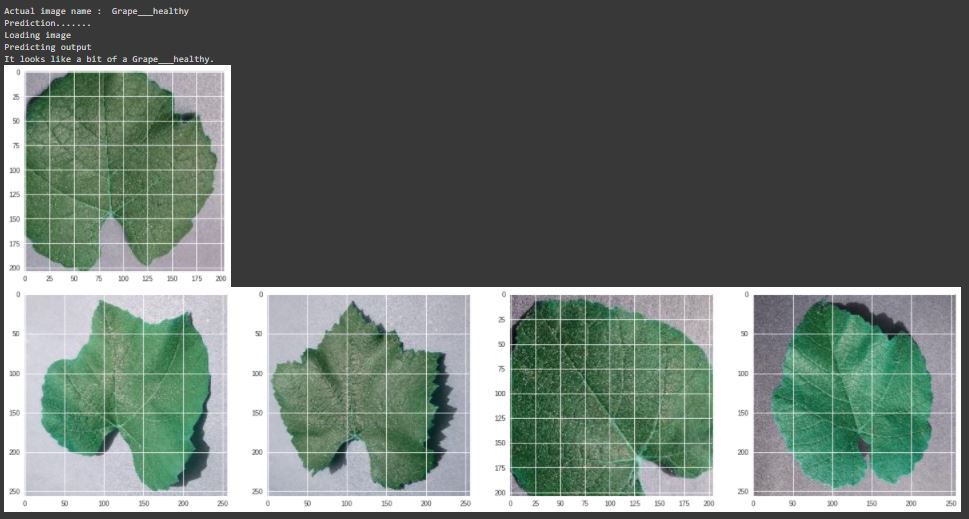 Actual image name :  Grape___healthy
Prediction.......
Loading image
Predicting output
It looks like a bit of a Grape___healthy.
0
25
50
75
100
125
150
175
200
0 25 50 75 100 125 150 175 200
0 0 0 0
50 50 25 50
100 100 50 100
150 150 75 150
200 200 100 200
250 250 125 250
150
175
200
50 100 150 200 250 50 100 150 200 250 0 25 50 75 100 125 150 175 200 50 100 150 200 250